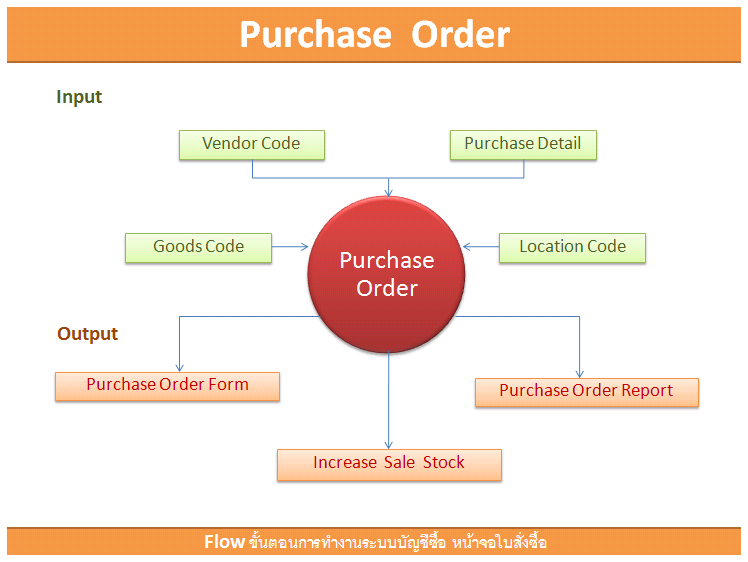 Purchase Order
Input
Vendor Code
Purchase Detail
Goods Code
Location Code
Purchase
Order
Output
Purchase Order Form
Purchase Order Report
Increase Sale Stock
Flow ขั้นตอนการทำงานระบบบัญชีซื้อ หน้าจอใบสั่งซื้อ